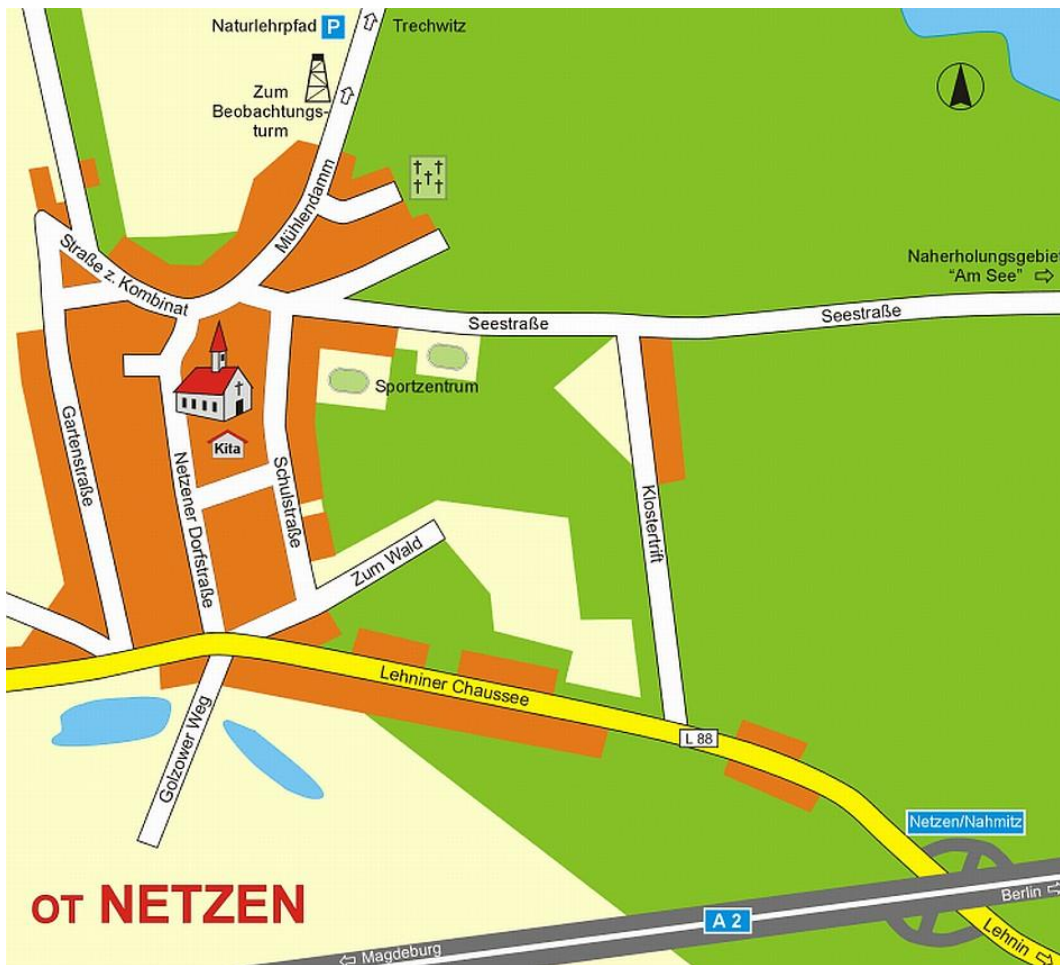 Naturlehrpfad P
Trechwitz
Zum
Beobachtungs-
turm
Mühlendamm
Straße z. Kombinat
Naherholungsgebiet
"Am See"
Seestraße
Seestraße
Sportzentrum
Gartenstraße
Kita
Netzener Dorfstraße
Schulstraße
Klostertrift
Zum Wald
Lehniner Chaussee
Golzower Weg
L 88
Netzen/Nahmitz
OT NETZEN
A 2
Berlin
Magdeburg
Lehnin